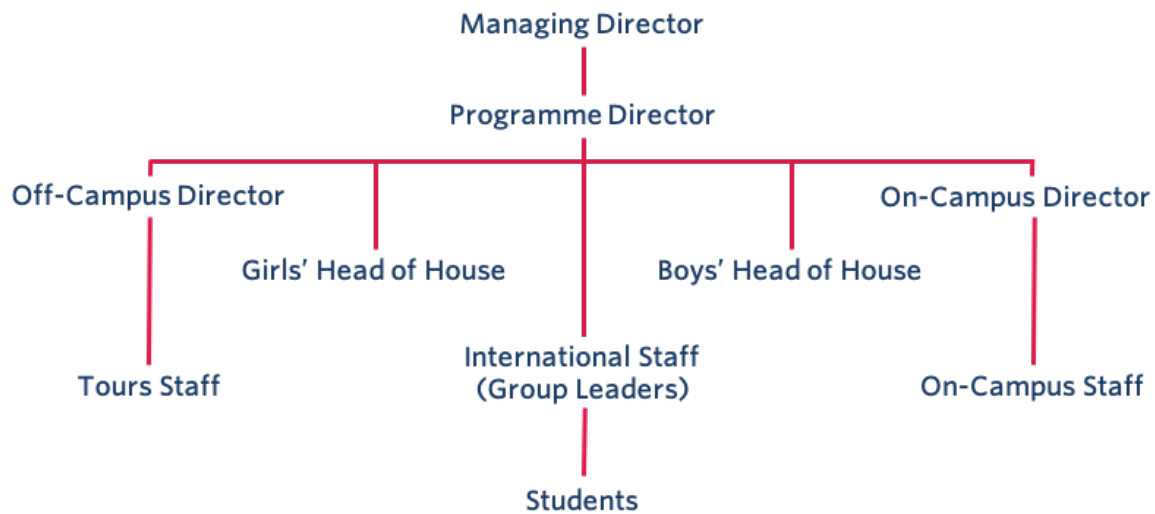 Managing Director
Programme Director
Off-Campus Director
On-Campus Director
Girls’ Head of House
Boys’ Head of House
International Staff
(Group Leaders)
Tours Staff
On-Campus Staff
Students